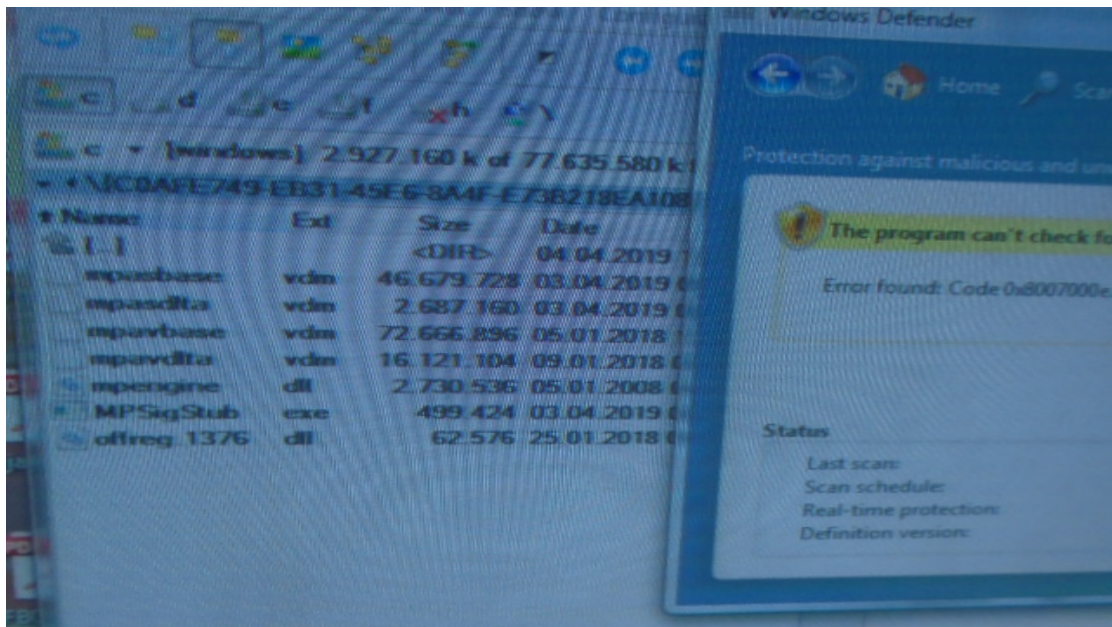 Windows Defender
Home
c d e f h \
c [windows] 2.927.160 k of 77.635.580 k
Protection against malicious and
Name Ext Size Date
[..] <DIR> 04.04.2019
mpasbase vdm 46.679.728 03.04.2019
mpasdlta vdm 2.687.160 03.04.2019
mpavbase vdm 72.666.896 05.01.2018
mpavdlta vdm 16.121.104 09.01.2018
mpengine dll 2.730.536 05.01.2008
MPSigStub exe 499.424 03.04.2019
offreg.1376 dll 62.576 25.01.2018
The program can't check
Error found: Code 0x8007000e
Status
Last scan:
Scan schedule:
Real-time protection:
Definition version: